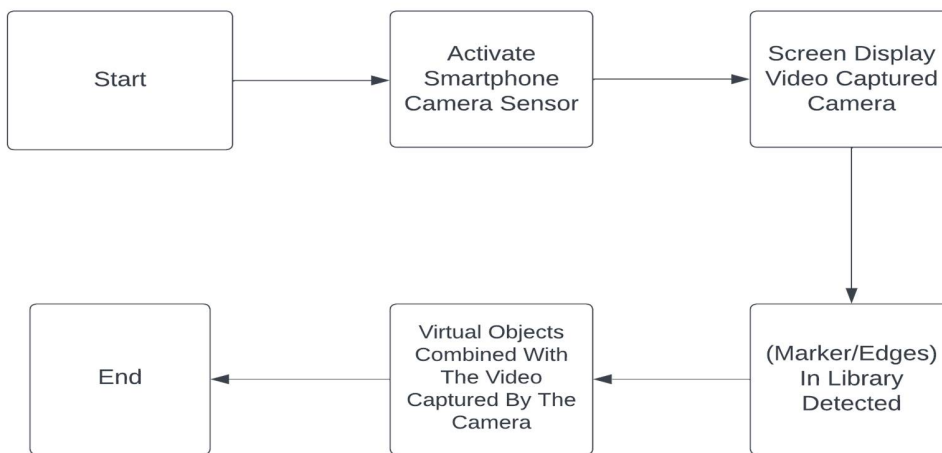 Start
Activate
Smartphone
Camera Sensor
Screen Display
Video Captured
Camera
(Marker/Edges)
In Library
Detected
Virtual Objects
Combined With
The Video
Captured By The
Camera
End